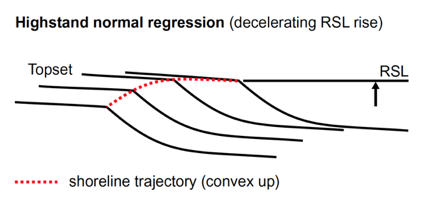 Highstand normal regression (decelerating RSL rise)
Topset
RSL
shoreline trajectory (convex up)